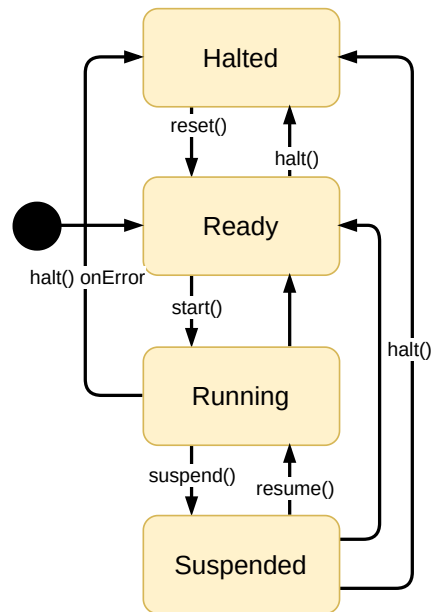 Halted
reset()
halt()
Ready
halt() onError
start()
halt()
Running
suspend()
resume()
Suspended